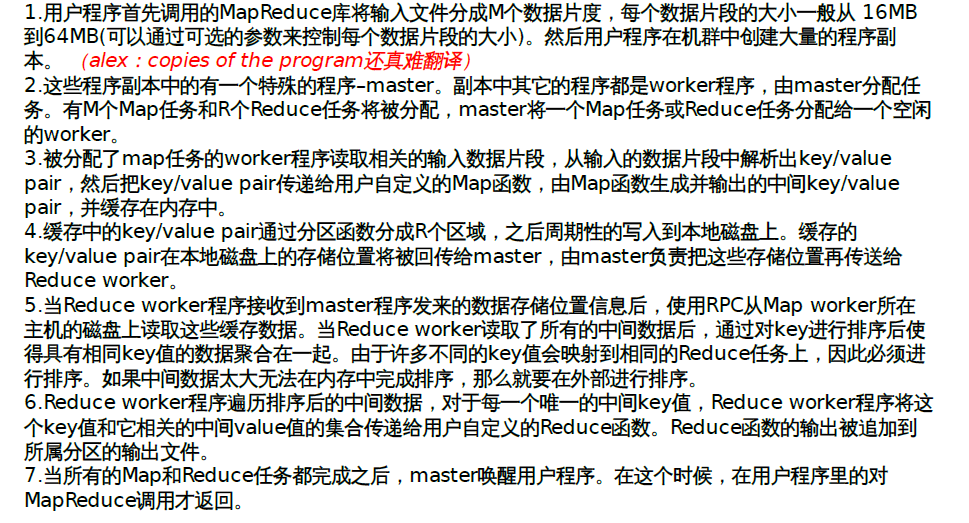 1.用户程序首先调用的MapReduce库将输入文件分成M个数据片度，每个数据片段的大小一般从 16MB
到64MB(可以通过可选的参数来控制每个数据片段的大小)。然后用户程序在机群中创建大量的程序副
本。 （alex：copies of the program还真难翻译）
2.这些程序副本中的有一个特殊的程序–master。副本中其它的程序都是worker程序，由master分配任
务。有M个Map任务和R个Reduce任务将被分配，master将一个Map任务或Reduce任务分配给一个空闲
的worker。
3.被分配了map任务的worker程序读取相关的输入数据片段，从输入的数据片段中解析出key/value
pair，然后把key/value pair传递给用户自定义的Map函数，由Map函数生成并输出的中间key/value
pair，并缓存在内存中。
4.缓存中的key/value pair通过分区函数分成R个区域，之后周期性的写入到本地磁盘上。缓存的
key/value pair在本地磁盘上的存储位置将被回传给master，由master负责把这些存储位置再传送给
Reduce worker。
5.当Reduce worker程序接收到master程序发来的数据存储位置信息后，使用RPC从Map worker所在
主机的磁盘上读取这些缓存数据。当Reduce worker读取了所有的中间数据后，通过对key进行排序后使
得具有相同key值的数据聚合在一起。由于许多不同的key值会映射到相同的Reduce任务上，因此必须进
行排序。如果中间数据太大无法在内存中完成排序，那么就要在外部进行排序。
6.Reduce worker程序遍历排序后的中间数据，对于每一个唯一的中间key值，Reduce worker程序将这
个key值和它相关的中间value值的集合传递给用户自定义的Reduce函数。Reduce函数的输出被追加到
所属分区的输出文件。
7.当所有的Map和Reduce任务都完成之后，master唤醒用户程序。在这个时候，在用户程序里的对
MapReduce调用才返回。